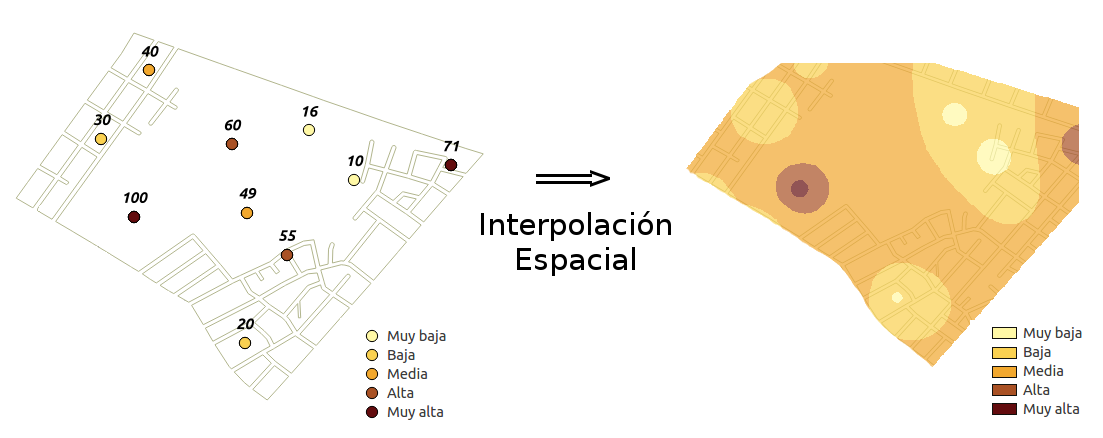 40
16
60
30
71
10
100
49
55
20
Muy baja
Baja
Media
Alta
Muy alta
Interpolación
Espacial
Muy baja
Baja
Media
Alta
Muy alta